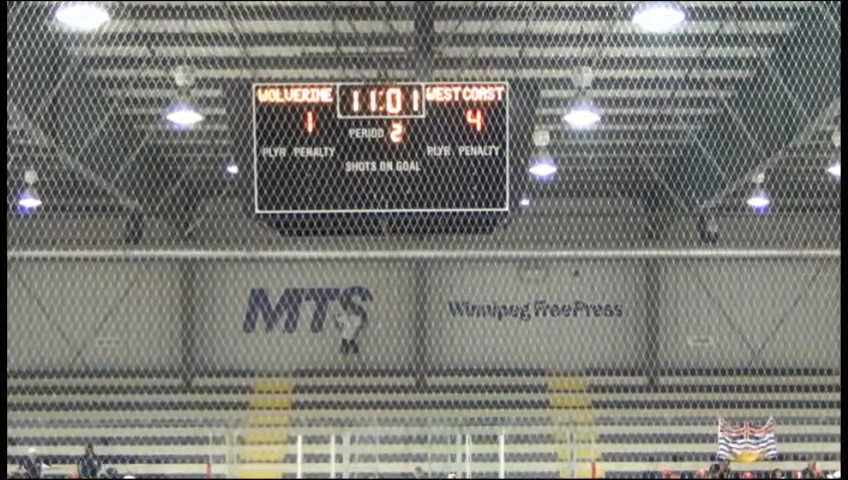 WOLVERINE 11:01 WEST COAST
1 PERIOD 2 4
PLYR PENALTY SHOTS ON GOAL PLYR PENALTY
MTS
Winnipeg Free Press